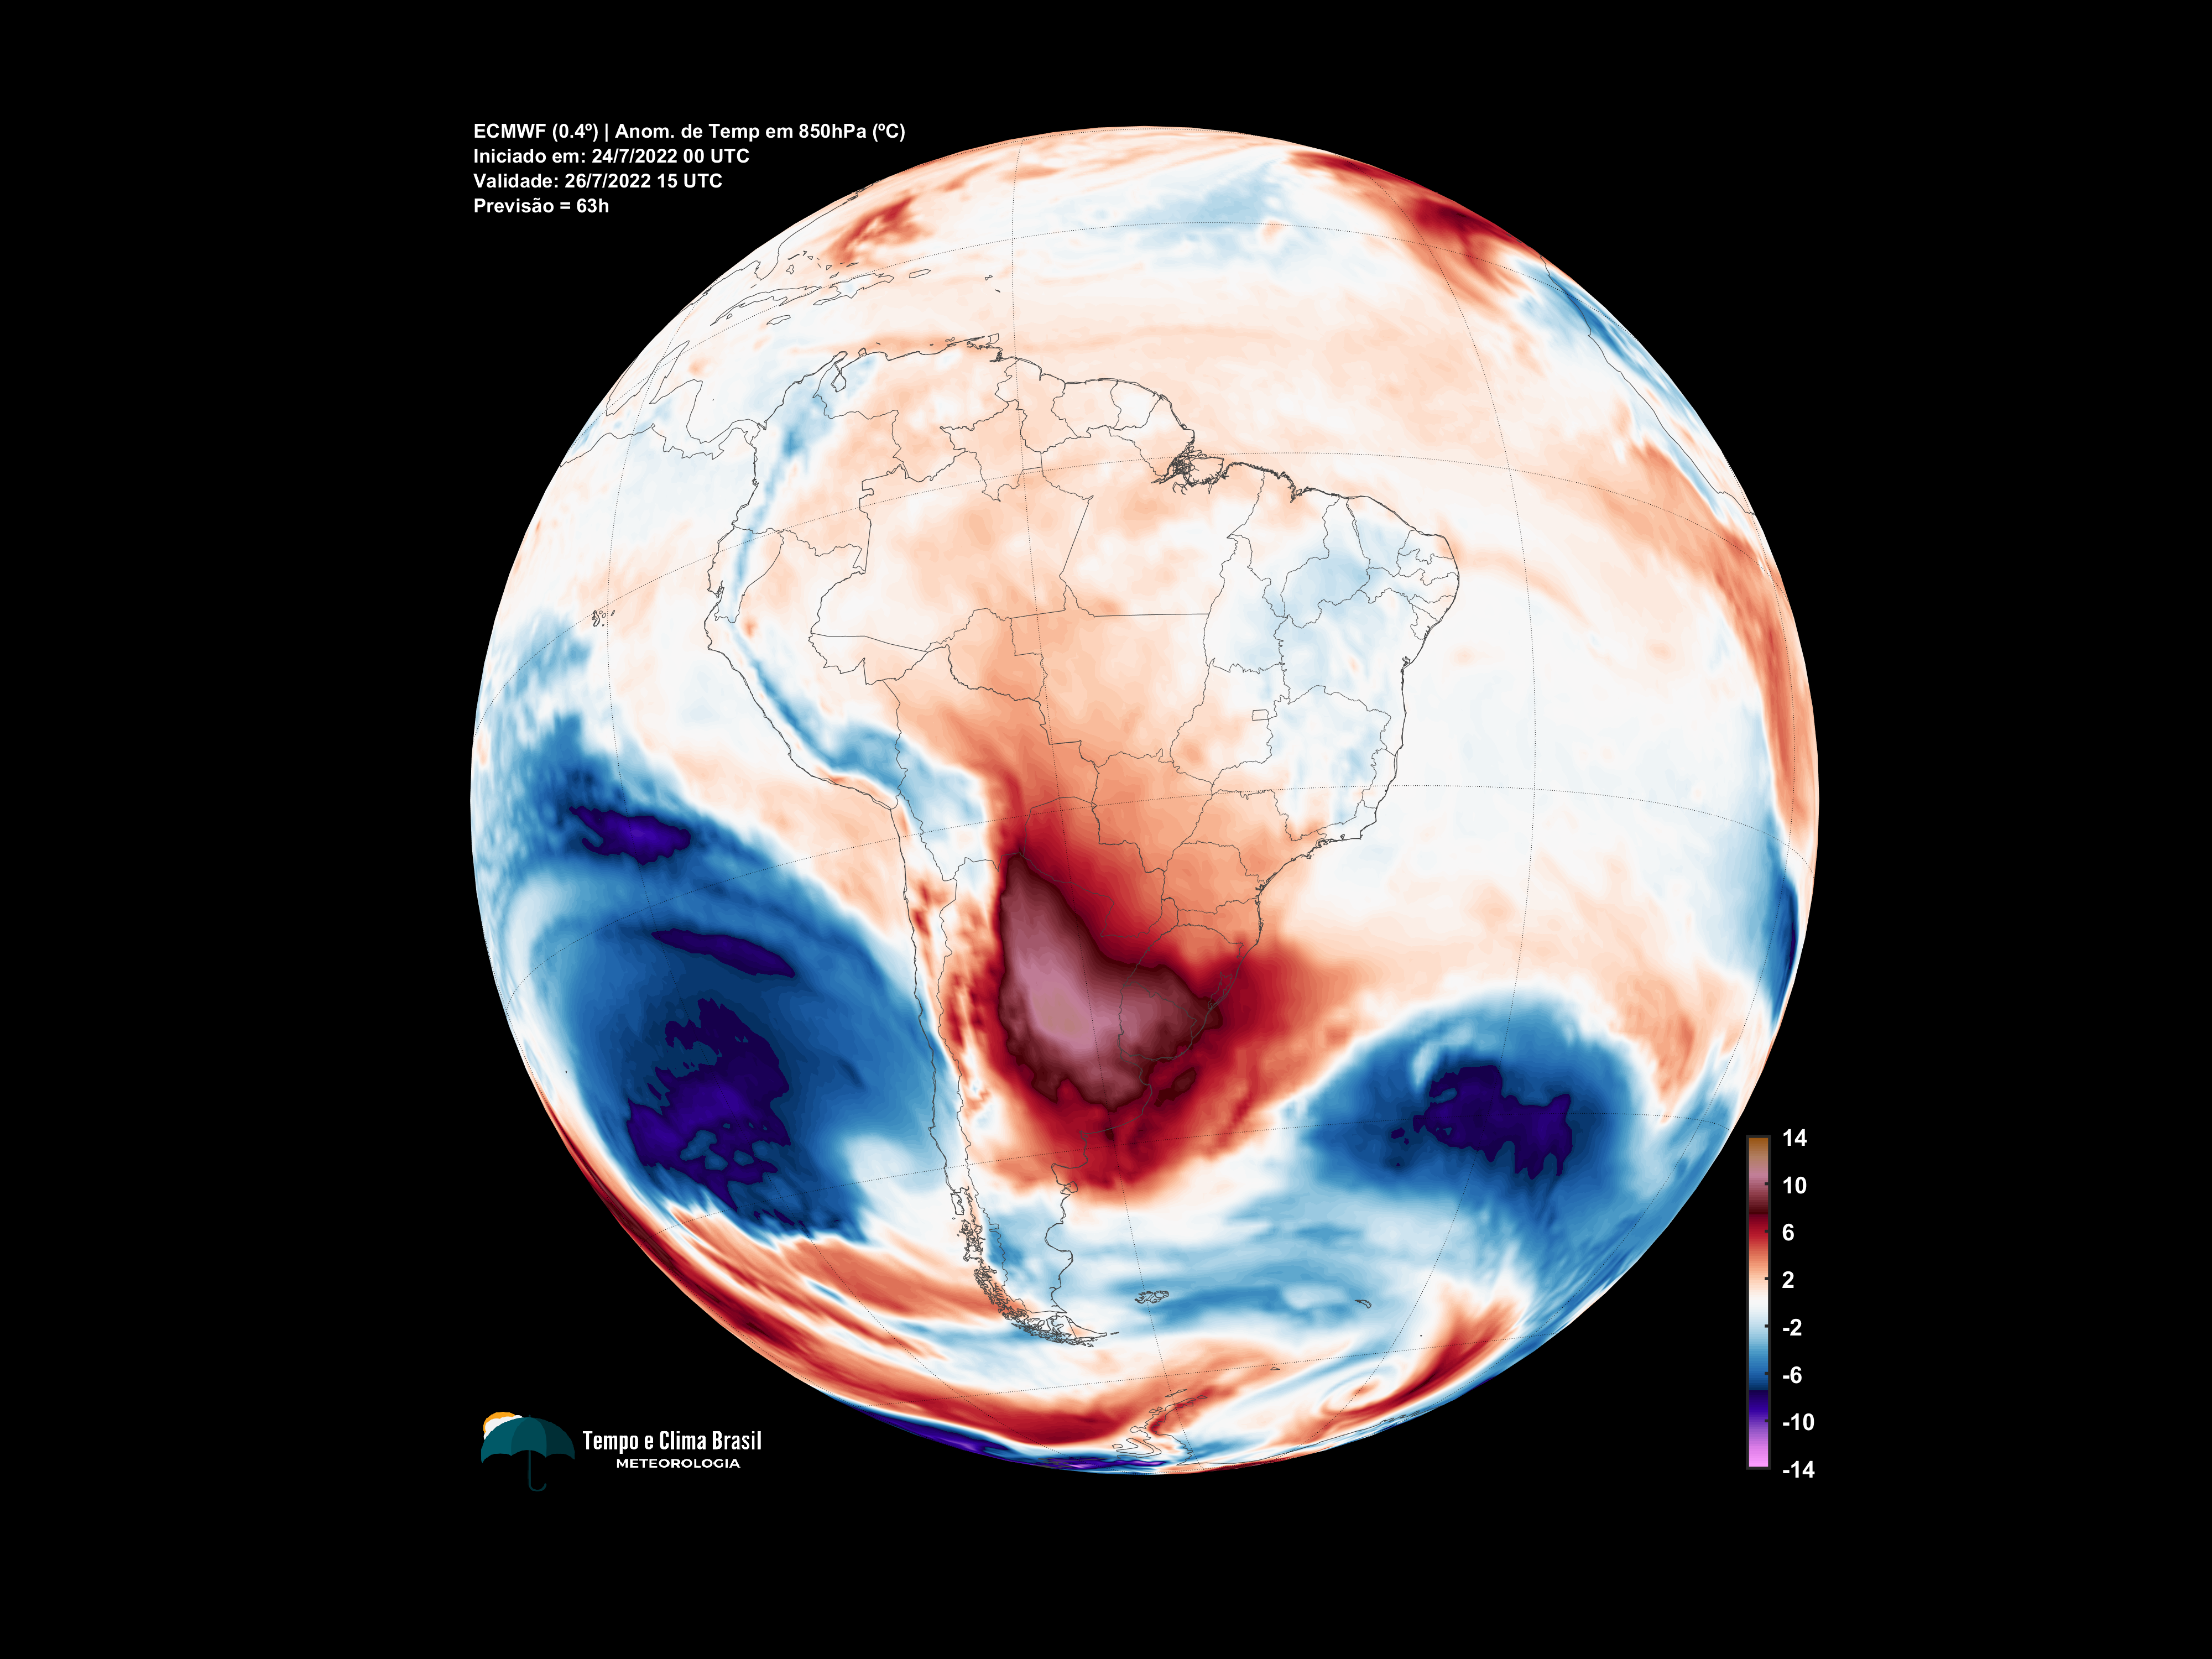 ECMWF (0.4º) | Anom. de Temp em 850hPa (ºC)
Iniciado em: 24/7/2022 00 UTC
Validade: 26/7/2022 15 UTC
Previsão = 63h
14
10
6
2
-2
-6
-10
-14
Tempo e Clima Brasil
METEOROLOGIA